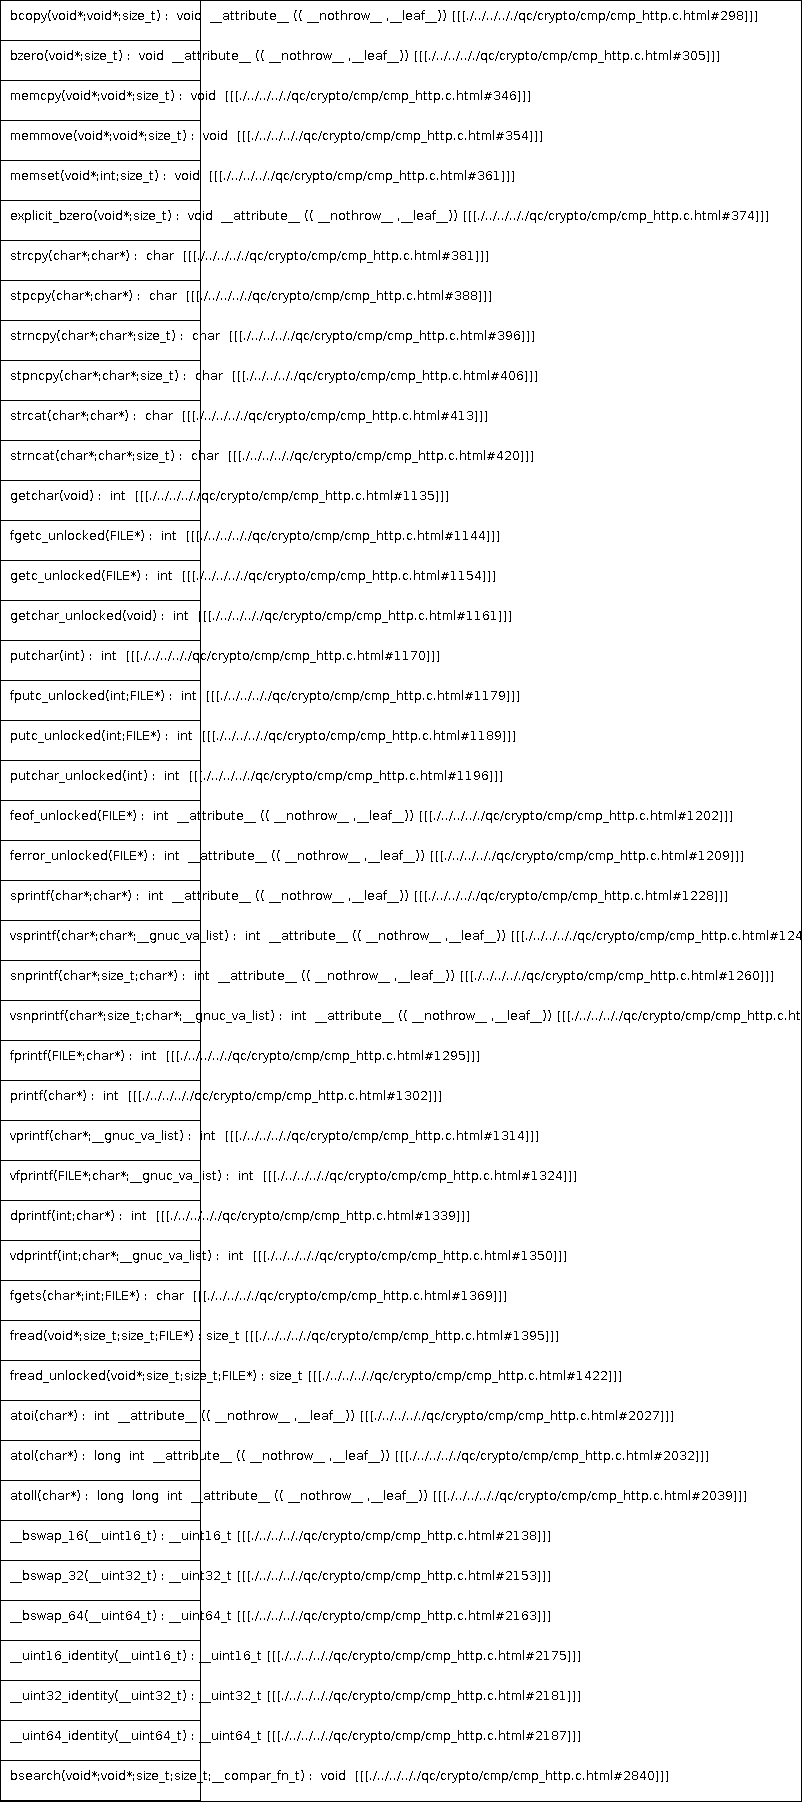 bcopy(void*;void*;size_t) : void __attribute__ (( __nothrow__ ,__leaf__)) [[[./../../../../qc/crypto/cmp/cmp_http.c.html#298]]]
bzero(void*;size_t) : void __attribute__ (( __nothrow__ ,__leaf__)) [[[./../../../../qc/crypto/cmp/cmp_http.c.html#305]]]
memcpy(void*;void*;size_t) : void [[[./../../../../qc/crypto/cmp/cmp_http.c.html#346]]]
memmove(void*;void*;size_t) : void [[[./../../../../qc/crypto/cmp/cmp_http.c.html#354]]]
memset(void*;int;size_t) : void [[[./../../../../qc/crypto/cmp/cmp_http.c.html#361]]]
explicit_bzero(void*;size_t) : void __attribute__ (( __nothrow__ ,__leaf__)) [[[./../../../../qc/crypto/cmp/cmp_http.c.html#374]]]
strcpy(char*;char*) : char [[[./../../../../qc/crypto/cmp/cmp_http.c.html#381]]]
stpcpy(char*;char*) : char [[[./../../../../qc/crypto/cmp/cmp_http.c.html#388]]]
strncpy(char*;char*;size_t) : char [[[./../../../../qc/crypto/cmp/cmp_http.c.html#396]]]
stpncpy(char*;char*;size_t) : char [[[./../../../../qc/crypto/cmp/cmp_http.c.html#406]]]
strcat(char*;char*) : char [[[./../../../../qc/crypto/cmp/cmp_http.c.html#413]]]
strncat(char*;char*;size_t) : char [[[./../../../../qc/crypto/cmp/cmp_http.c.html#420]]]
getchar(void) : int [[[./../../../../qc/crypto/cmp/cmp_http.c.html#1135]]]
fgetc_unlocked(FILE*) : int [[[./../../../../qc/crypto/cmp/cmp_http.c.html#1144]]]
getc_unlocked(FILE*) : int [[[./../../../../qc/crypto/cmp/cmp_http.c.html#1154]]]
getchar_unlocked(void) : int [[[./../../../../qc/crypto/cmp/cmp_http.c.html#1161]]]
putchar(int) : int [[[./../../../../qc/crypto/cmp/cmp_http.c.html#1170]]]
fputc_unlocked(int;FILE*) : int [[[./../../../../qc/crypto/cmp/cmp_http.c.html#1179]]]
putc_unlocked(int;FILE*) : int [[[./../../../../qc/crypto/cmp/cmp_http.c.html#1189]]]
putchar_unlocked(int) : int [[[./../../../../qc/crypto/cmp/cmp_http.c.html#1196]]]
feof_unlocked(FILE*) : int __attribute__ (( __nothrow__ ,__leaf__)) [[[./../../../../qc/crypto/cmp/cmp_http.c.html#1202]]]
ferror_unlocked(FILE*) : int __attribute__ (( __nothrow__ ,__leaf__)) [[[./../../../../qc/crypto/cmp/cmp_http.c.html#1209]]]
sprintf(char*;char*) : int __attribute__ (( __nothrow__ ,__leaf__)) [[[./../../../../qc/crypto/cmp/cmp_http.c.html#1228]]]
vsprintf(char*;char*;__gnuc_va_list) : int __attribute__ (( __nothrow__ ,__leaf__)) [[[./../../../../qc/crypto/cmp/cmp_http.c.html#124
snprintf(char*;size_t;char*) : int __attribute__ (( __nothrow__ ,__leaf__)) [[[./../../../../qc/crypto/cmp/cmp_http.c.html#1260]]]
vsnprintf(char*;size_t;char*;__gnuc_va_list) : int __attribute__ (( __nothrow__ ,__leaf__)) [[[./../../../../qc/crypto/cmp/cmp_http.c.ht
fprintf(FILE*;char*) : int [[[./../../../../qc/crypto/cmp/cmp_http.c.html#1295]]]
printf(char*) : int [[[./../../../../qc/crypto/cmp/cmp_http.c.html#1302]]]
vprintf(char*;__gnuc_va_list) : int [[[./../../../../qc/crypto/cmp/cmp_http.c.html#1314]]]
vfprintf(FILE*;char*;__gnuc_va_list) : int [[[./../../../../qc/crypto/cmp/cmp_http.c.html#1324]]]
dprintf(int;char*) : int [[[./../../../../qc/crypto/cmp/cmp_http.c.html#1339]]]
vdprintf(int;char*;__gnuc_va_list) : int [[[./../../../../qc/crypto/cmp/cmp_http.c.html#1350]]]
fgets(char*;int;FILE*) : char [[[./../../../../qc/crypto/cmp/cmp_http.c.html#1369]]]
fread(void*;size_t;size_t;FILE*) : size_t [[[./../../../../qc/crypto/cmp/cmp_http.c.html#1395]]]
fread_unlocked(void*;size_t;size_t;FILE*) : size_t [[[./../../../../qc/crypto/cmp/cmp_http.c.html#1422]]]
atoi(char*) : int __attribute__ (( __nothrow__ ,__leaf__)) [[[./../../../../qc/crypto/cmp/cmp_http.c.html#2027]]]
atol(char*) : long int __attribute__ (( __nothrow__ ,__leaf__)) [[[./../../../../qc/crypto/cmp/cmp_http.c.html#2032]]]
atoll(char*) : long long int __attribute__ (( __nothrow__ ,__leaf__)) [[[./../../../../qc/crypto/cmp/cmp_http.c.html#2039]]]
__bswap_16(__uint16_t) : __uint16_t [[[./../../../../qc/crypto/cmp/cmp_http.c.html#2138]]]
__bswap_32(__uint32_t) : __uint32_t [[[./../../../../qc/crypto/cmp/cmp_http.c.html#2153]]]
__bswap_64(__uint64_t) : __uint64_t [[[./../../../../qc/crypto/cmp/cmp_http.c.html#2163]]]
__uint16_identity(__uint16_t) : __uint16_t [[[./../../../../qc/crypto/cmp/cmp_http.c.html#2175]]]
__uint32_identity(__uint32_t) : __uint32_t [[[./../../../../qc/crypto/cmp/cmp_http.c.html#2181]]]
__uint64_identity(__uint64_t) : __uint64_t [[[./../../../../qc/crypto/cmp/cmp_http.c.html#2187]]]
bsearch(void*;void*;size_t;size_t;__compar_fn_t) : void [[[./../../../../qc/crypto/cmp/cmp_http.c.html#2840]]]